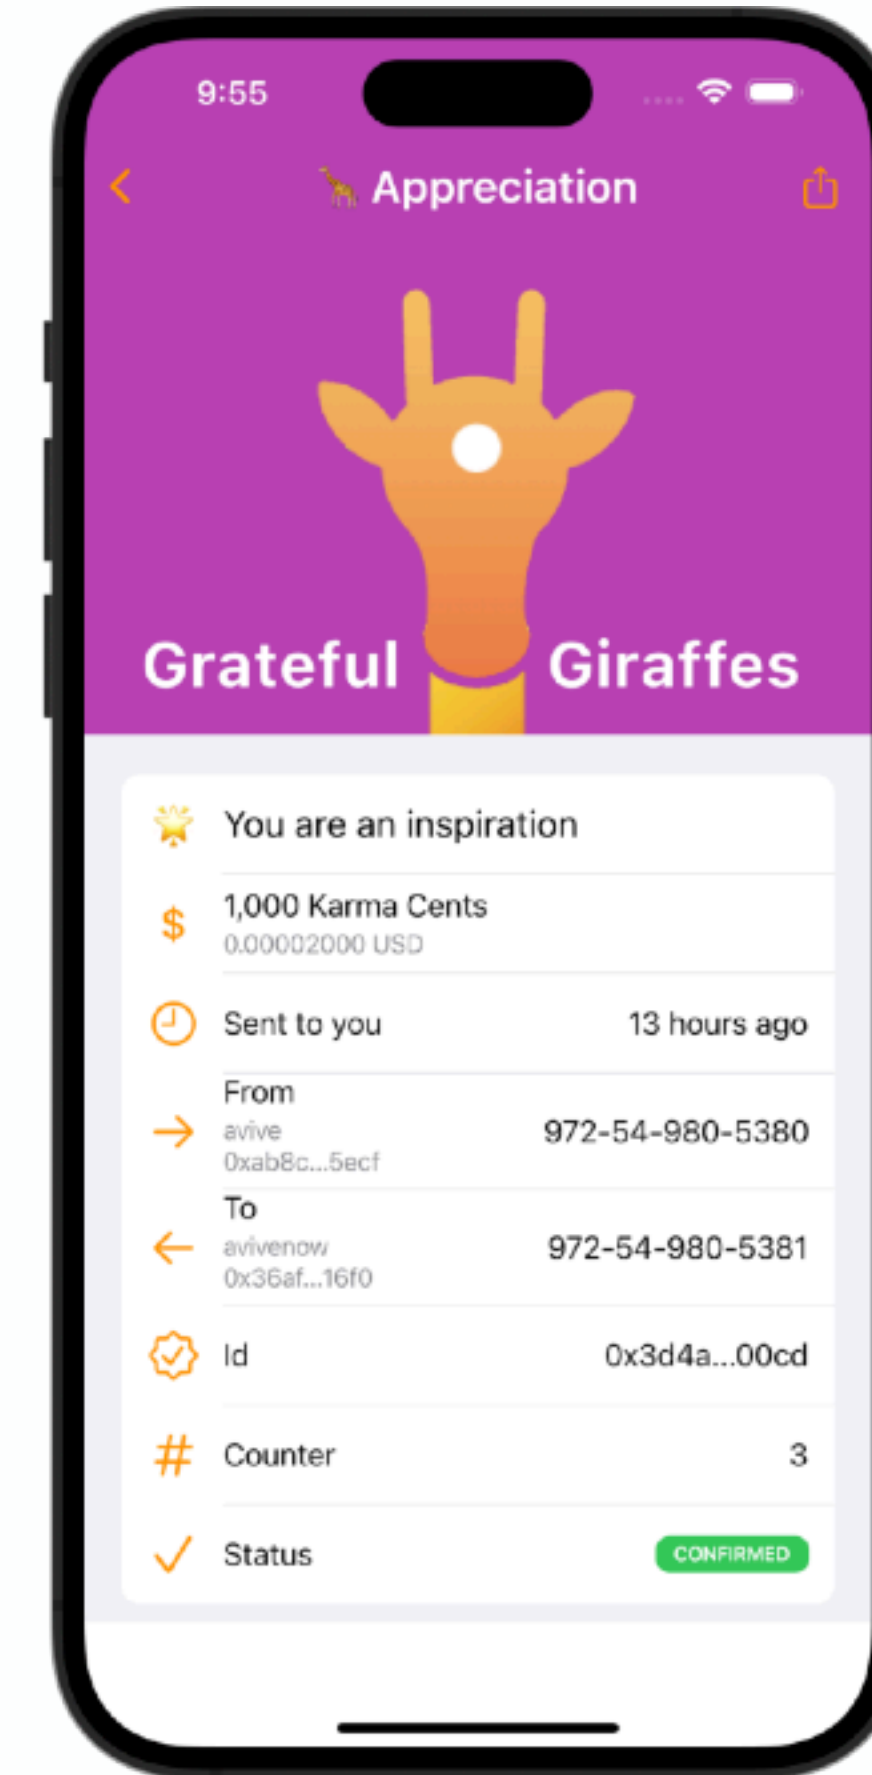 9:55
Appreciation
Grateful Giraffes
You are an inspiration
$ 1,000 Karma Cents
0.00002000 USD
Sent to you 13 hours ago
From
avive 972-54-980-5380
0xab8c...5ecf
To
avivenow 972-54-980-5381
0x36af...16f0
Id 0x3d4a...00cd
# Counter 3
Status CONFIRMED